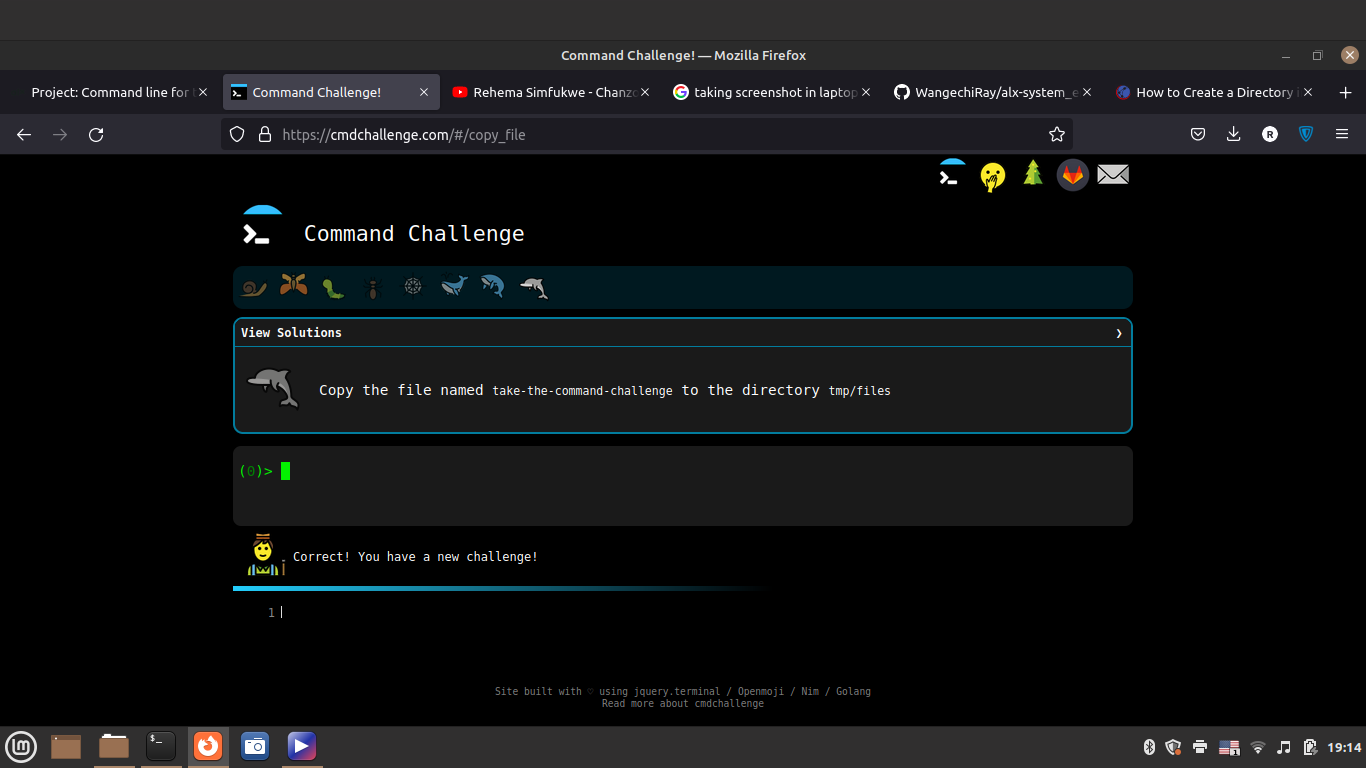 Command Challenge! — Mozilla Firefox
Project: Command line for
Command Challenge!
Rehema Simfukwe - Chanzo
taking screenshot in laptop
WangechiRay/alx-system_e
How to Create a Directory i
https://cmdchallenge.com/#/copy_file
R
Command Challenge
View Solutions
Copy the file named take-the-command-challenge to the directory tmp/files
(0)>
Correct! You have a new challenge!
1
Site built with ♡ using jquery.terminal / Openmoji / Nim / Golang
Read more about cmdchallenge
$_
1
19:14